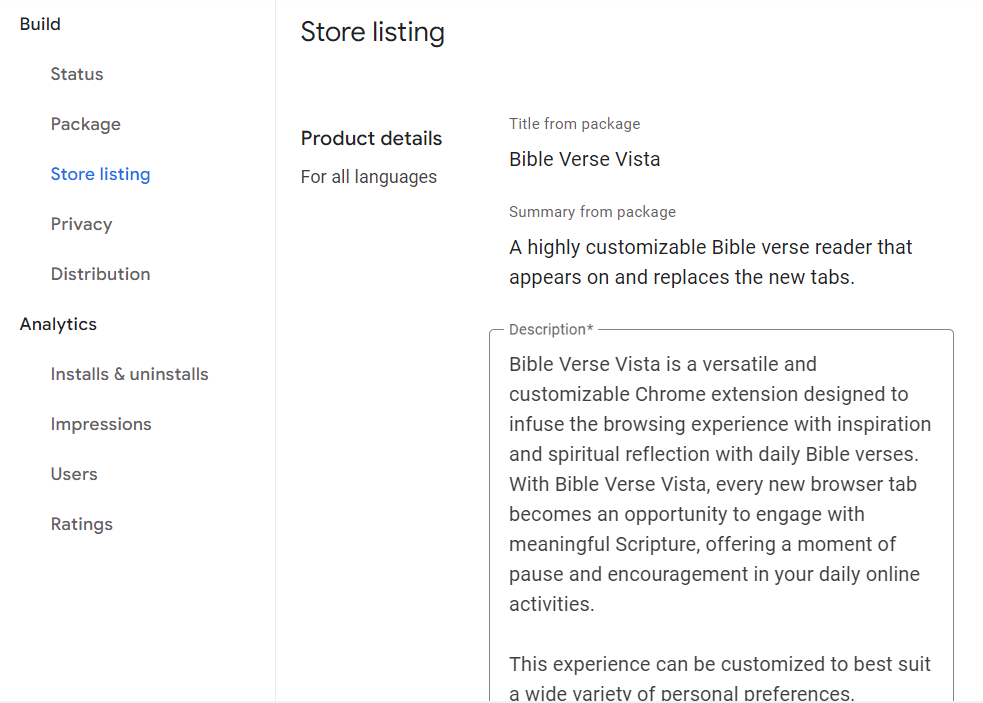 Build
Status
Package
Store listing
Privacy
Distribution
Analytics
Installs & uninstalls
Impressions
Users
Ratings
Store listing
Product details
For all languages
Title from package
Bible Verse Vista
Summary from package
A highly customizable Bible verse reader that
appears on and replaces the new tabs.
Description*
Bible Verse Vista is a versatile and
customizable Chrome extension designed to
infuse the browsing experience with inspiration
and spiritual reflection with daily Bible verses.
With Bible Verse Vista, every new browser tab
becomes an opportunity to engage with
meaningful Scripture, offering a moment of
pause and encouragement in your daily online
activities.
This experience can be customized to best suit
a wide variety of personal preferences.